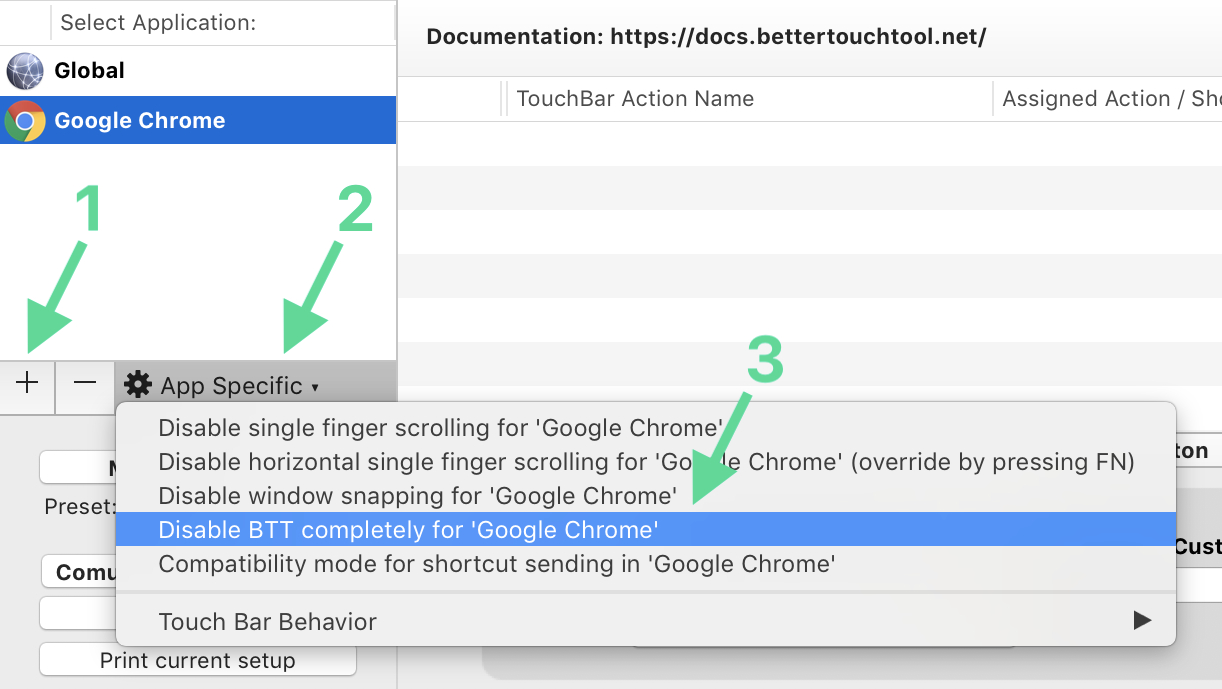 Select Application:
Documentation: https://docs.bettertouchtool.net/
Global
TouchBar Action Name
Assigned Action / Sho
Google Chrome
1
2
3
+ — App Specific ▾
Disable single finger scrolling for 'Google Chrome'
Disable horizontal single finger scrolling for 'Go le Chrome' (override by pressing FN)
ton
Disable window snapping for 'Google Chrome'
Preset:
Disable BTT completely for 'Google Chrome'
Cust
Compatibility mode for shortcut sending in 'Google Chrome'
Comu
Touch Bar Behavior
Print current setup